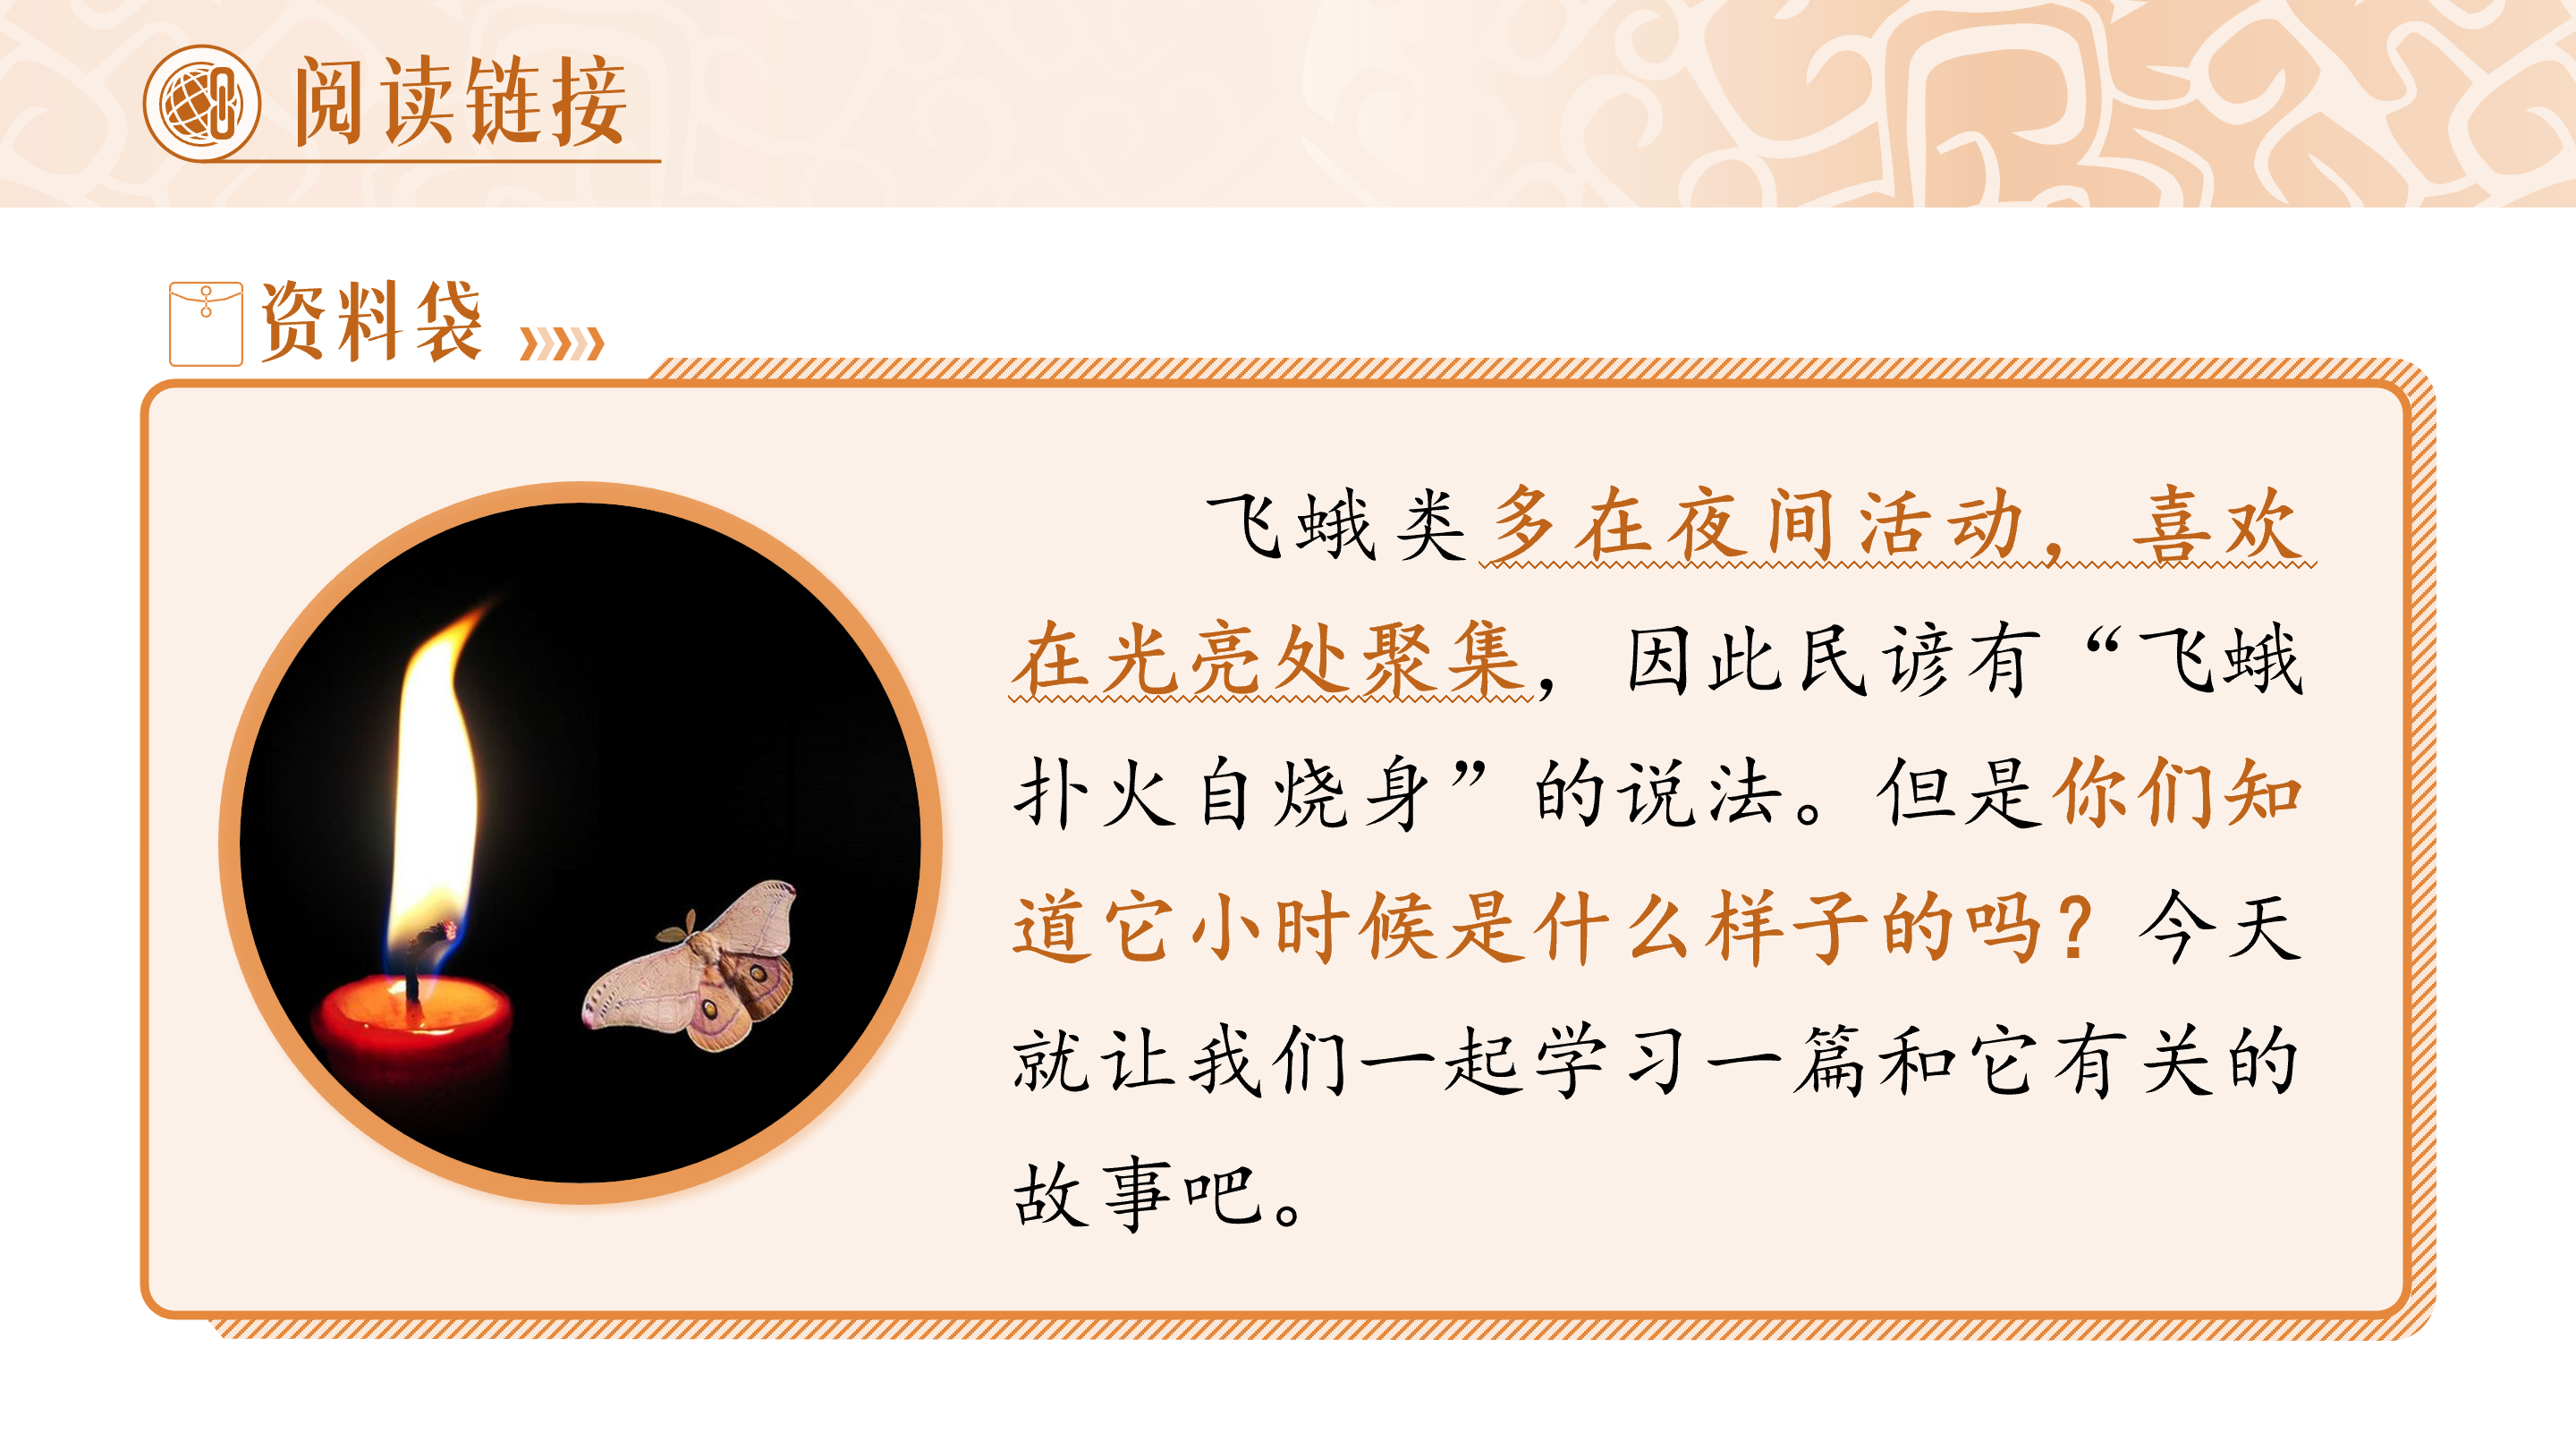 阅读链接
资料袋
飞蛾类多在夜间活动，喜欢
在光亮处聚集，因此民谚有“飞蛾
扑火自烧身”的说法。但是你们知
道它小时候是什么样子的吗？今天
就让我们一起学习一篇和它有关的
故事吧。